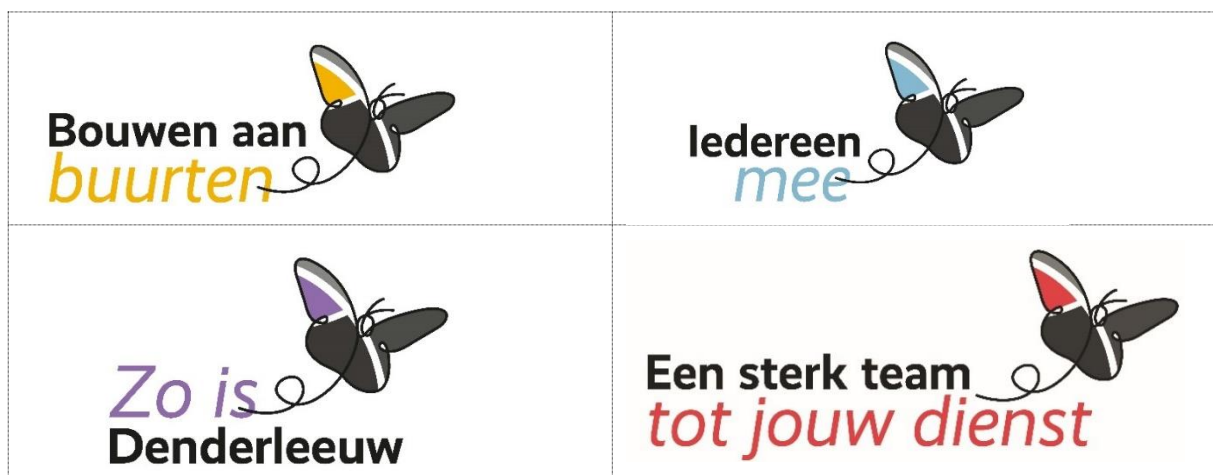 Bouwen aan
buurten
Iedereen
mee
Zo is
Denderleeuw
Een sterk team
tot jouw dienst